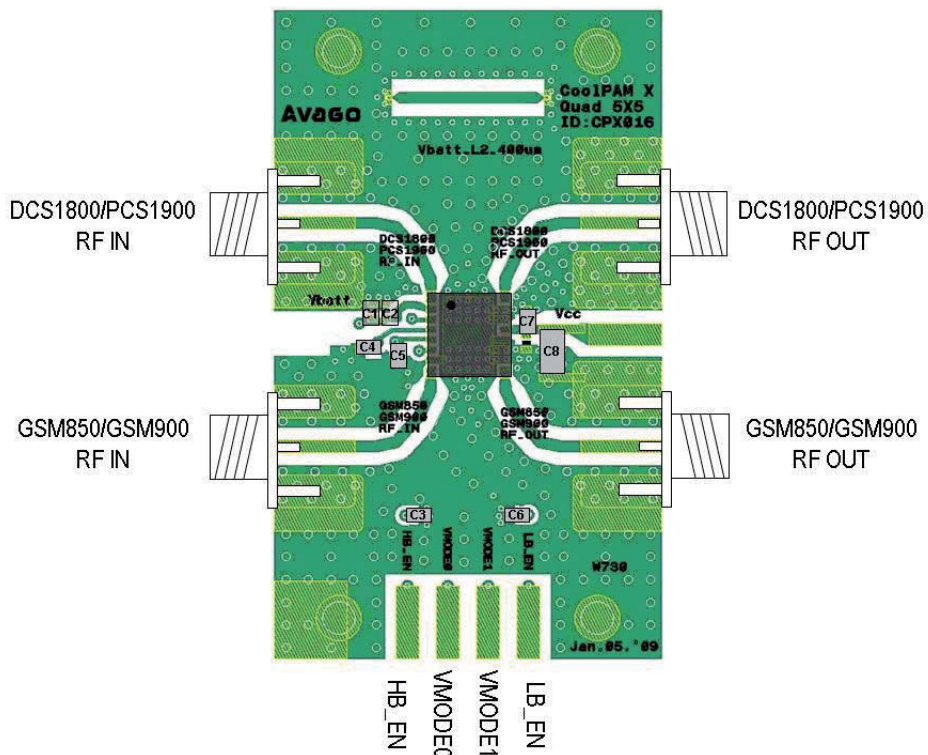 AVAGO
CoolPAM X
Quad 5X5
ID:CPX016
Vbatt_L2_400um
DCS1800/PCS1900
RF IN
DCS1800/PCS1900
RF OUT
DCS1800
PCS1900
RF_IN
DCS1800
PCS1900
RF_OUT
Vbatt
C1
C2
C7
Vcc
C4
C5
C8
GSM850/GSM900
RF IN
GSM850/GSM900
RF OUT
GSM850
GSM900
RF_IN
GSM850
GSM900
RF_OUT
C3
C6
HB_EN
VMODE0
VMODE1
LB_EN
W730
Jan.05.'09
HB_EN
VMODE0
VMODE1
LB_EN